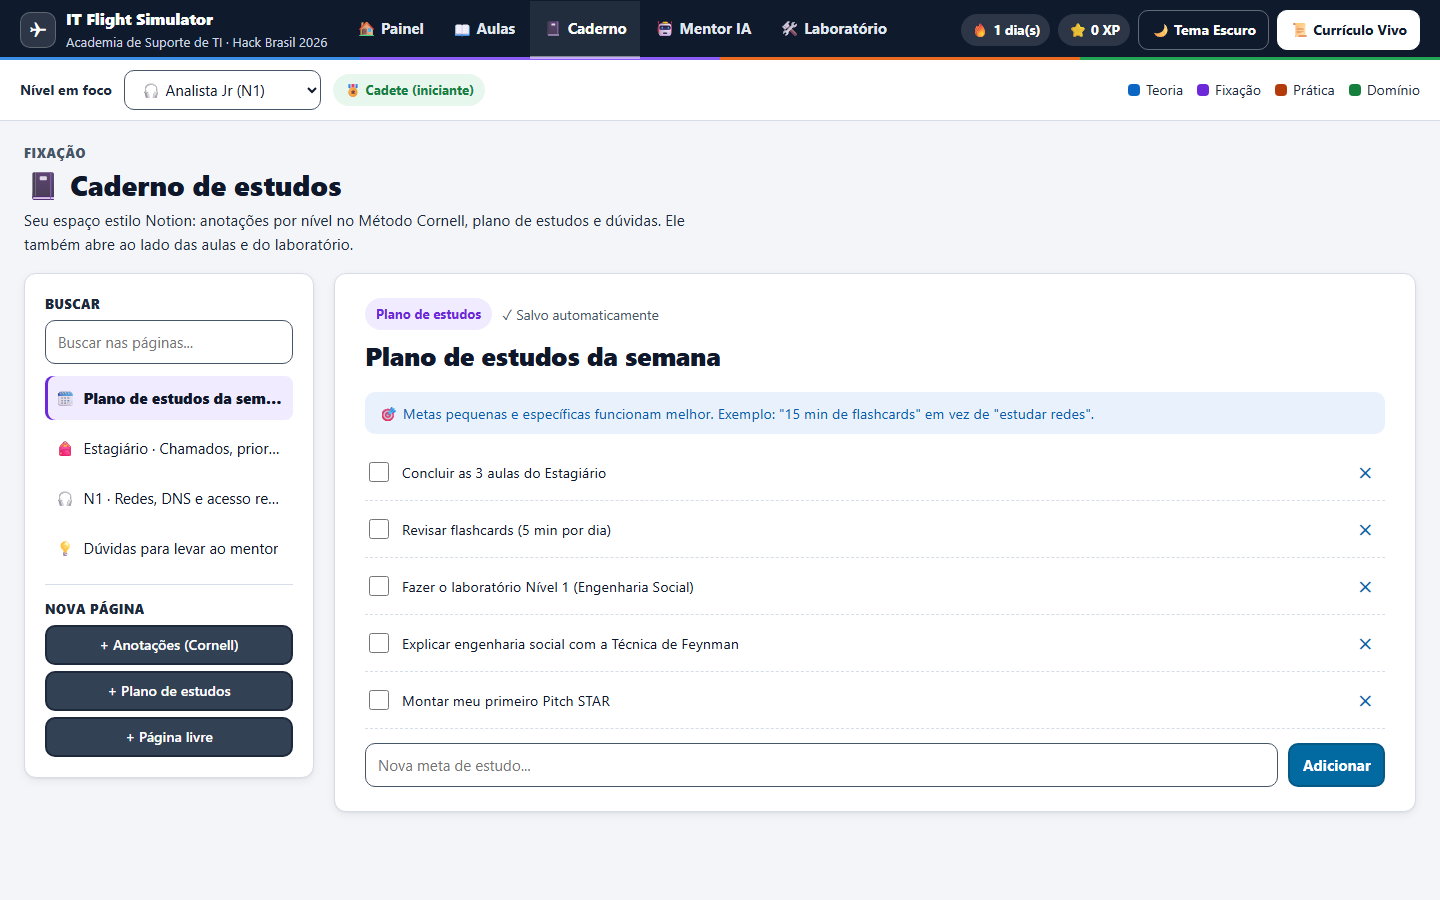 IT Flight Simulator
Academia de Suporte de TI · Hack Brasil 2026
Painel
Aulas
Caderno
Mentor IA
Laboratório
1 dia(s)
0 XP
Tema Escuro
Currículo Vivo
Nível em foco
Analista Jr (N1)
Cadete (iniciante)
Teoria
Fixação
Prática
Domínio
FIXAÇÃO
Caderno de estudos
Seu espaço estilo Notion: anotações por nível no Método Cornell, plano de estudos e dúvidas. Ele
também abre ao lado das aulas e do laboratório.
BUSCAR
Buscar nas páginas...
Plano de estudos da sem...
Estagiário · Chamados, prior...
N1 · Redes, DNS e acesso re...
Dúvidas para levar ao mentor
NOVA PÁGINA
+ Anotações (Cornell)
+ Plano de estudos
+ Página livre
Plano de estudos
✓ Salvo automaticamente
Plano de estudos da semana
Metas pequenas e específicas funcionam melhor. Exemplo: "15 min de flashcards" em vez de "estudar redes".
Concluir as 3 aulas do Estagiário
Revisar flashcards (5 min por dia)
Fazer o laboratório Nível 1 (Engenharia Social)
Explicar engenharia social com a Técnica de Feynman
Montar meu primeiro Pitch STAR
Nova meta de estudo...
Adicionar